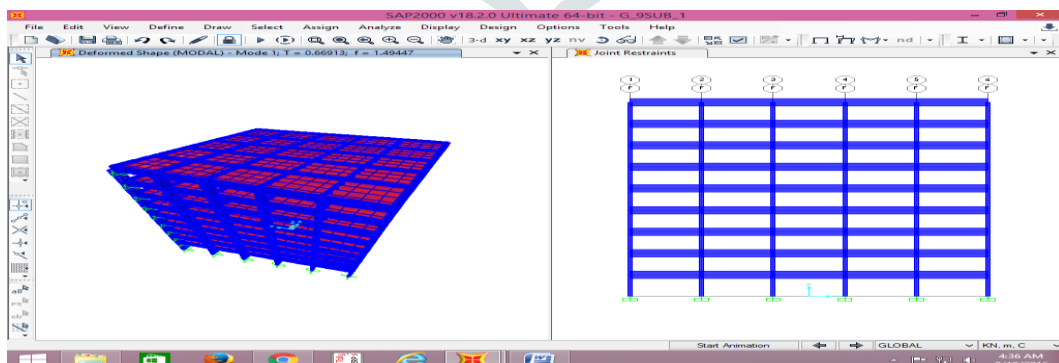 SAP2000 v18.2.0 Ultimate 64-bit - G_9SUB_1
File Edit View Define Draw Select Assign Analyze Display Design Options Tools Help
3-d xy xz yz nv nd
Deformed Shape (MODAL) - Mode 1; T = 0.66913; f = 1.49447
Joint Restraints
1 2 3 4 5 6
F F F F F F
all
Start Animation GLOBAL KN, m, C
4:36 AM